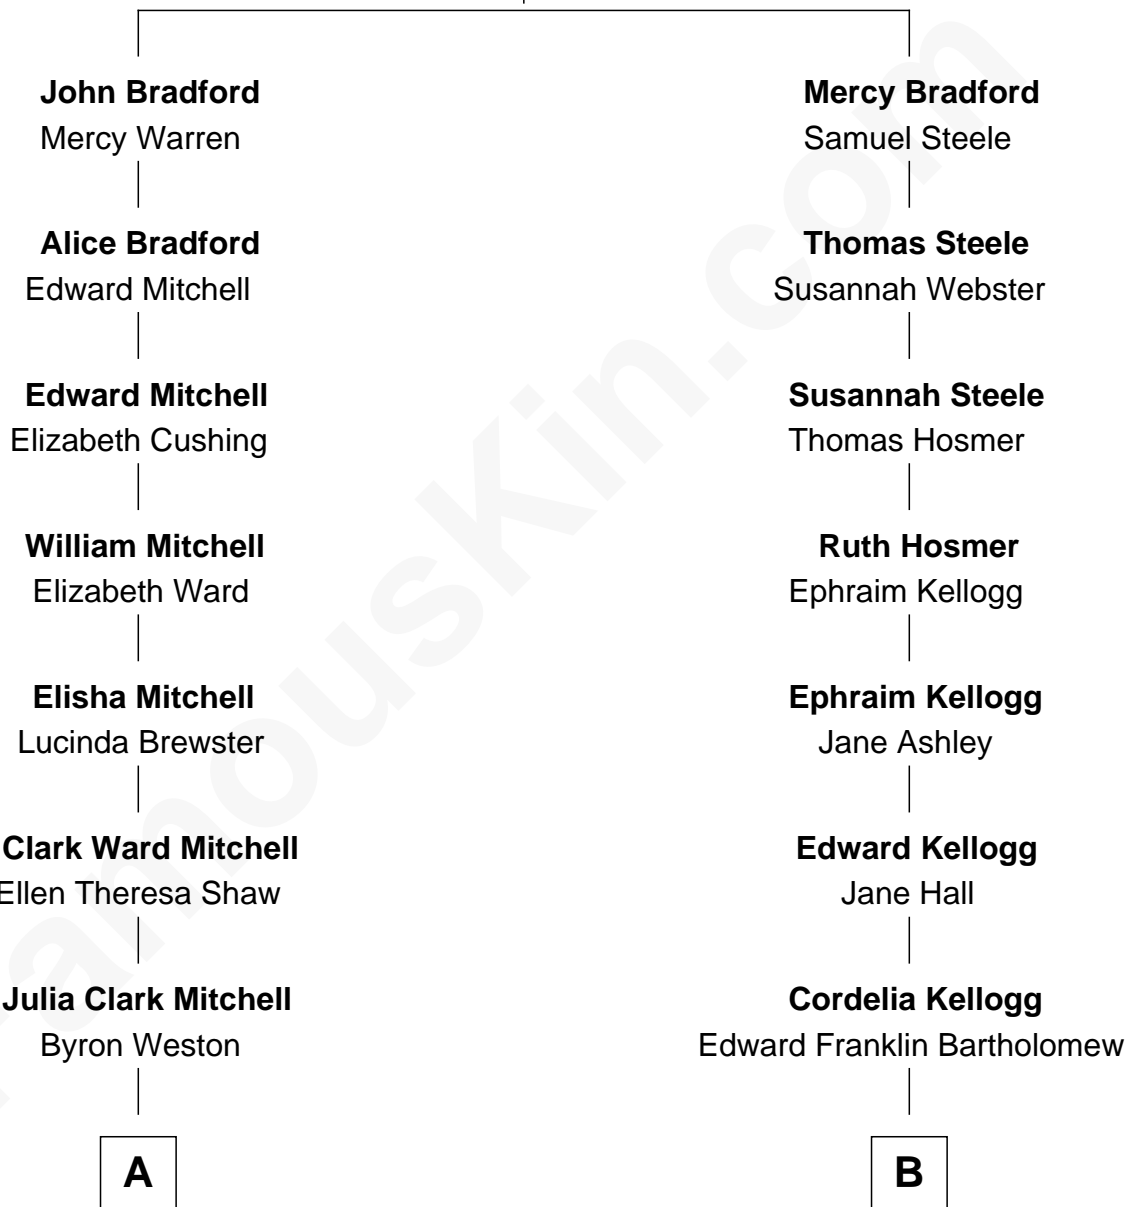 John Bradford
Mercy Warren
Mercy Bradford
Samuel Steele
Alice Bradford
Edward Mitchell
Thomas Steele
Susannah Webster
Edward Mitchell
Elizabeth Cushing
Susannah Steele
Thomas Hosmer
William Mitchell
Elizabeth Ward
Ruth Hosmer
Ephraim Kellogg
Elisha Mitchell
Lucinda Brewster
Ephraim Kellogg
Jane Ashley
Clark Ward Mitchell
Ellen Theresa Shaw
Edward Kellogg
Jane Hall
Julia Clark Mitchell
Byron Weston
Cordelia Kellogg
Edward Franklin Bartholomew
A
B
FamousKin.com